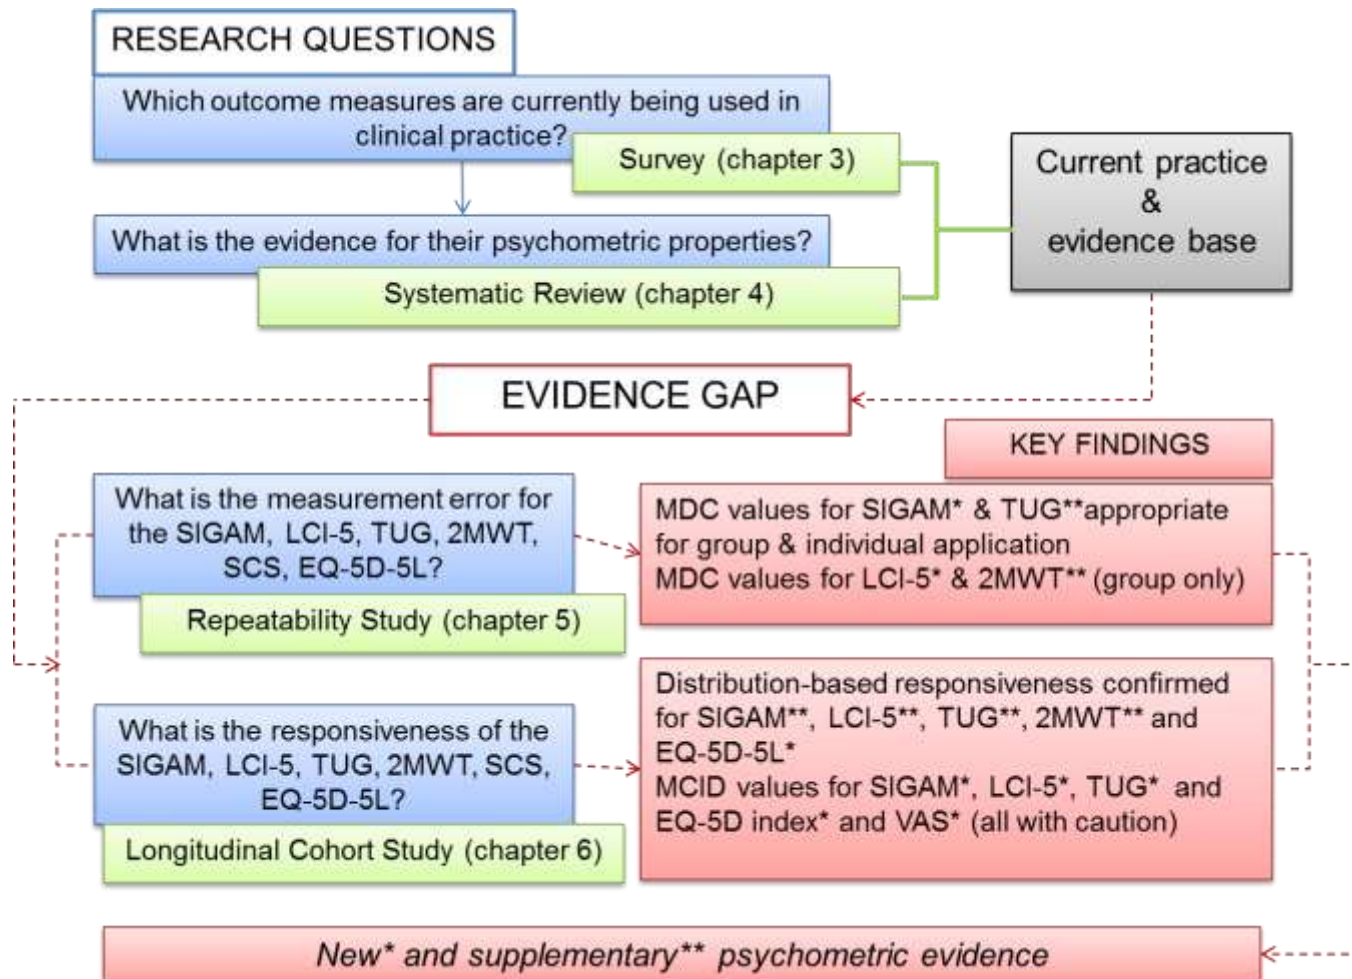 RESEARCH QUESTIONS
Which outcome measures are currently being used in
clinical practice?
Survey (chapter 3)
What is the evidence for their psychometric properties?
Systematic Review (chapter 4)
Current practice
&
evidence base
EVIDENCE GAP
KEY FINDINGS
What is the measurement error for
the SIGAM, LCI-5, TUG, 2MWT,
SCS, EQ-5D-5L?
Repeatability Study (chapter 5)
MDC values for SIGAM* & TUG**appropriate
for group & individual application
MDC values for LCI-5* & 2MWT** (group only)
What is the responsiveness of the
SIGAM, LCI-5, TUG, 2MWT, SCS,
EQ-5D-5L?
Longitudinal Cohort Study (chapter 6)
Distribution-based responsiveness confirmed
for SIGAM**, LCI-5**, TUG**, 2MWT** and
EQ-5D-5L*
MCID values for SIGAM*, LCI-5*, TUG* and
EQ-5D index* and VAS* (all with caution)
New* and supplementary** psychometric evidence